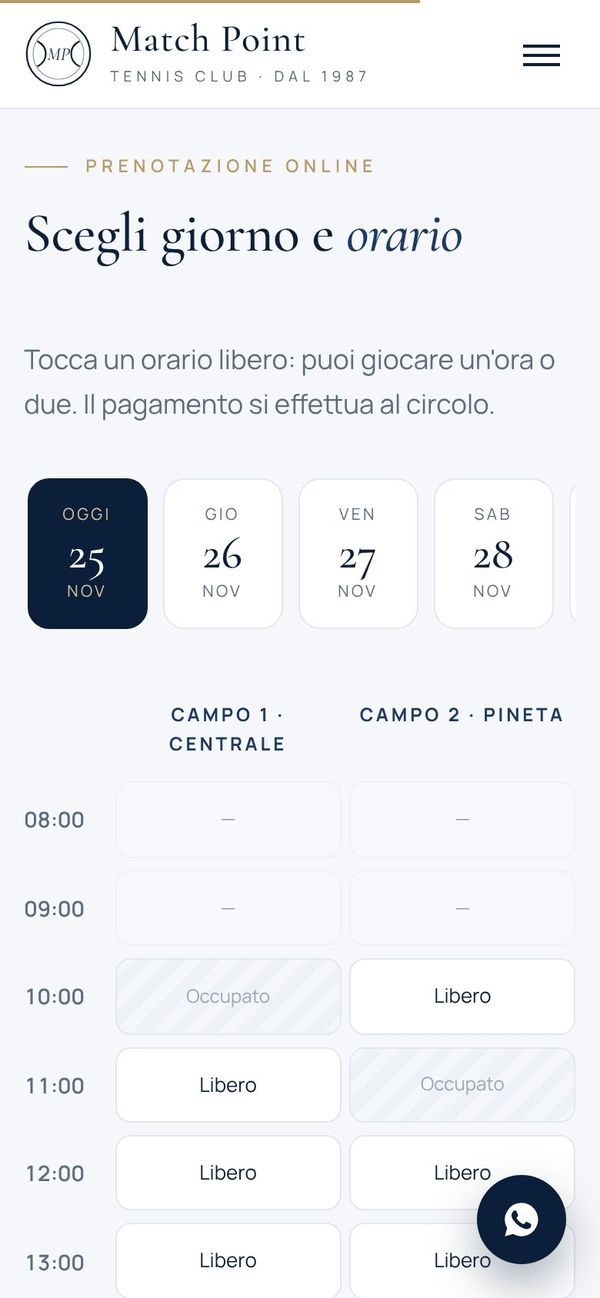 MP
Match Point
TENNIS CLUB · DAL 1987
PRENOTAZIONE ONLINE
Scegli giorno e orario
Tocca un orario libero: puoi giocare un'ora o
due. Il pagamento si effettua al circolo.
OGGI
25
NOV
GIO
26
NOV
VEN
27
NOV
SAB
28
NOV
CAMPO 1 ·
CENTRALE
CAMPO 2 · PINETA
08:00 — —
09:00 — —
10:00 Occupato Libero
11:00 Libero Occupato
12:00 Libero Libero
13:00 Libero Libero